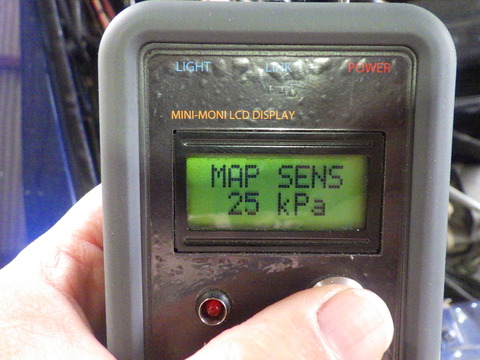 LIGHT LINK POWER
MINI-MONI LCD DISPLAY
MAP SENS
25 kPa